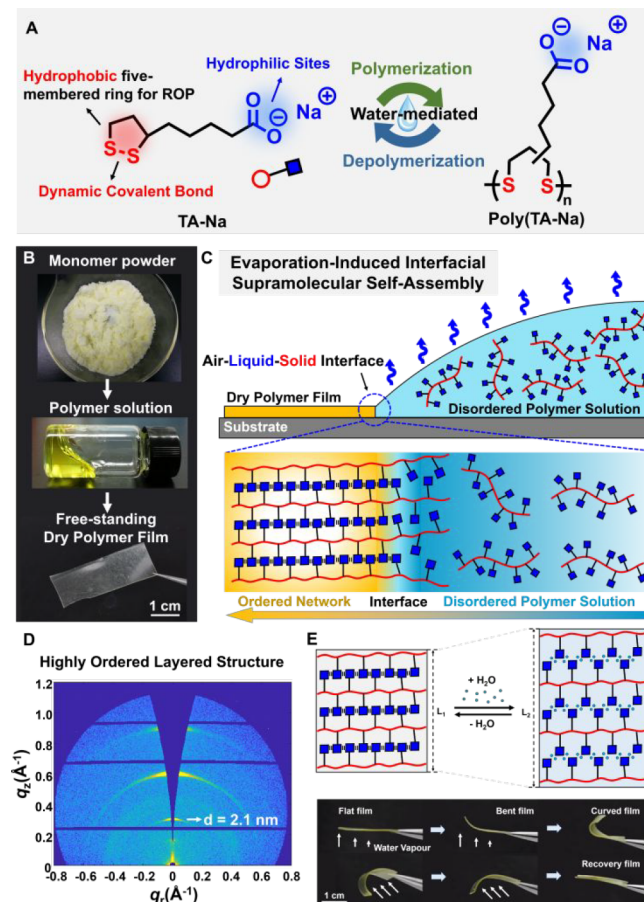 A
Hydrophobic five-
membered ring for ROP
Hydrophilic Sites
O
O
⊖
Na⊕
S
S
Dynamic Covalent Bond
TA-Na
Polymerization
Water-mediated
Depolymerization
O
O
⊖
Na⊕
S
S
n
Poly(TA-Na)
B
Monomer powder
Polymer solution
Free-standing
Dry Polymer Film
1 cm
C
Evaporation-Induced Interfacial
Supramolecular Self-Assembly
Air-Liquid-Solid Interface
Dry Polymer Film
Disordered Polymer Solution
Substrate
Ordered Network
Interface
Disordered Polymer Solution
D
Highly Ordered Layered Structure
qz(Å⁻¹)
1.2
1.0
0.8
0.6
0.4
0.2
0
d = 2.1 nm
-0.8 -0.6 -0.4 -0.2 0 0.2 0.4 0.6 0.8
qr(Å⁻¹)
E
L₁
+ H₂O
- H₂O
L₂
Flat film
Bent film
Curved film
Water Vapour
Recovery film
1 cm